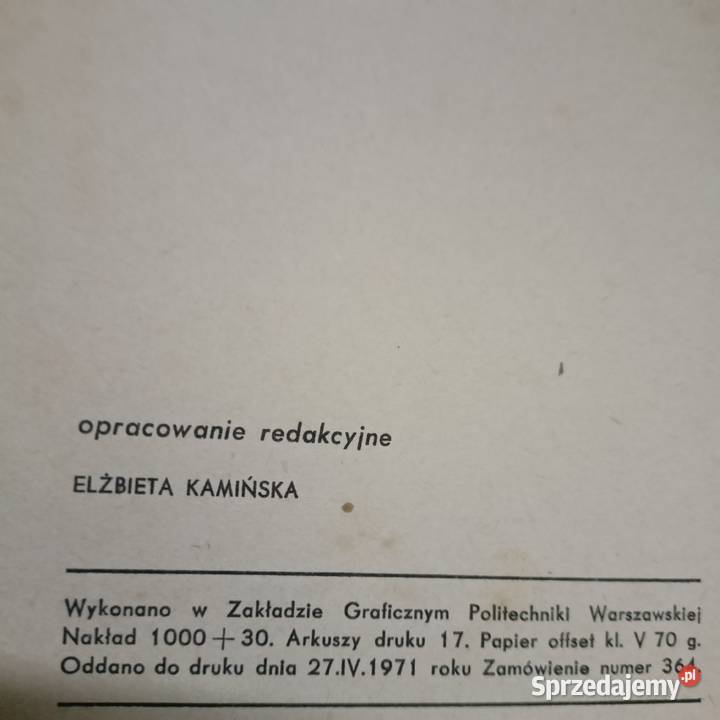 opracowanie redakcyjne
ELŻBIETA KAMIŃSKA
Wykonano w Zakładzie Graficznym Politechniki Warszawskiej
Nakład 1000 + 30. Arkuszy druku 17. Papier offset kl. V 70 g.
Oddano do druku dnia 27.IV.1971 roku Zamówienie numer 364.
Sprzedajemy.pl